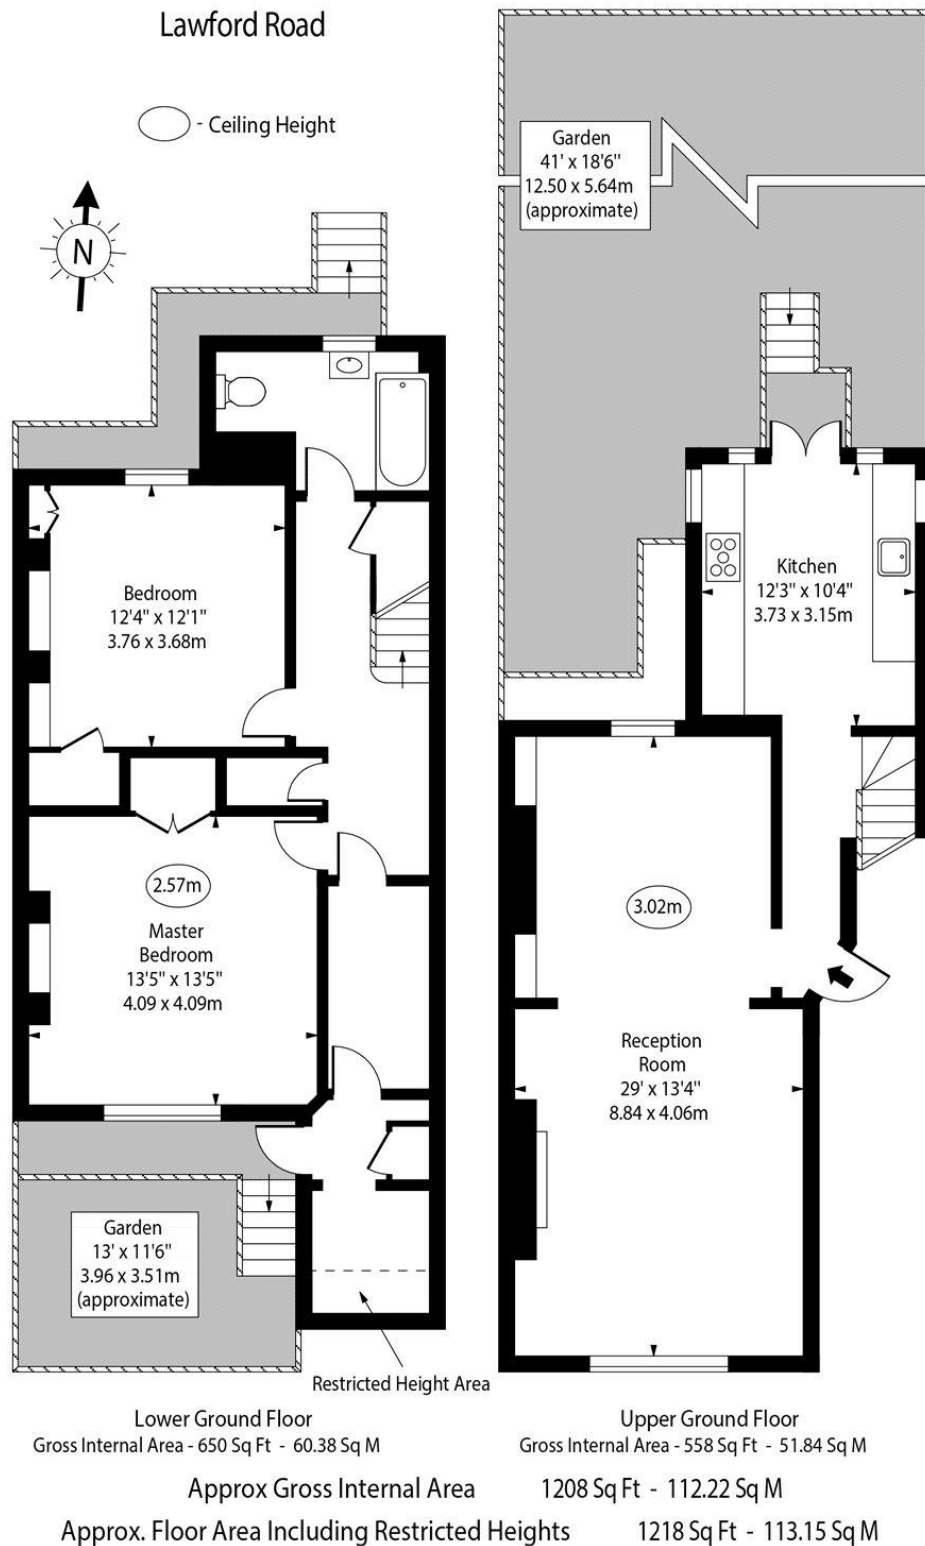 Lawford Road
- Ceiling Height
N
Garden
41' x 18'6"
12.50 x 5.64m
(approximate)
Bedroom
12'4" x 12'1"
3.76 x 3.68m
Kitchen
12'3" x 10'4"
3.73 x 3.15m
2.57m
Master
Bedroom
13'5" x 13'5"
4.09 x 4.09m
3.02m
Reception
Room
29' x 13'4"
8.84 x 4.06m
Garden
13' x 11'6"
3.96 x 3.51m
(approximate)
Restricted Height Area
Lower Ground Floor
Gross Internal Area - 650 Sq Ft - 60.38 Sq M
Upper Ground Floor
Gross Internal Area - 558 Sq Ft - 51.84 Sq M
Approx Gross Internal Area 1208 Sq Ft - 112.22 Sq M
Approx. Floor Area Including Restricted Heights 1218 Sq Ft - 113.15 Sq M